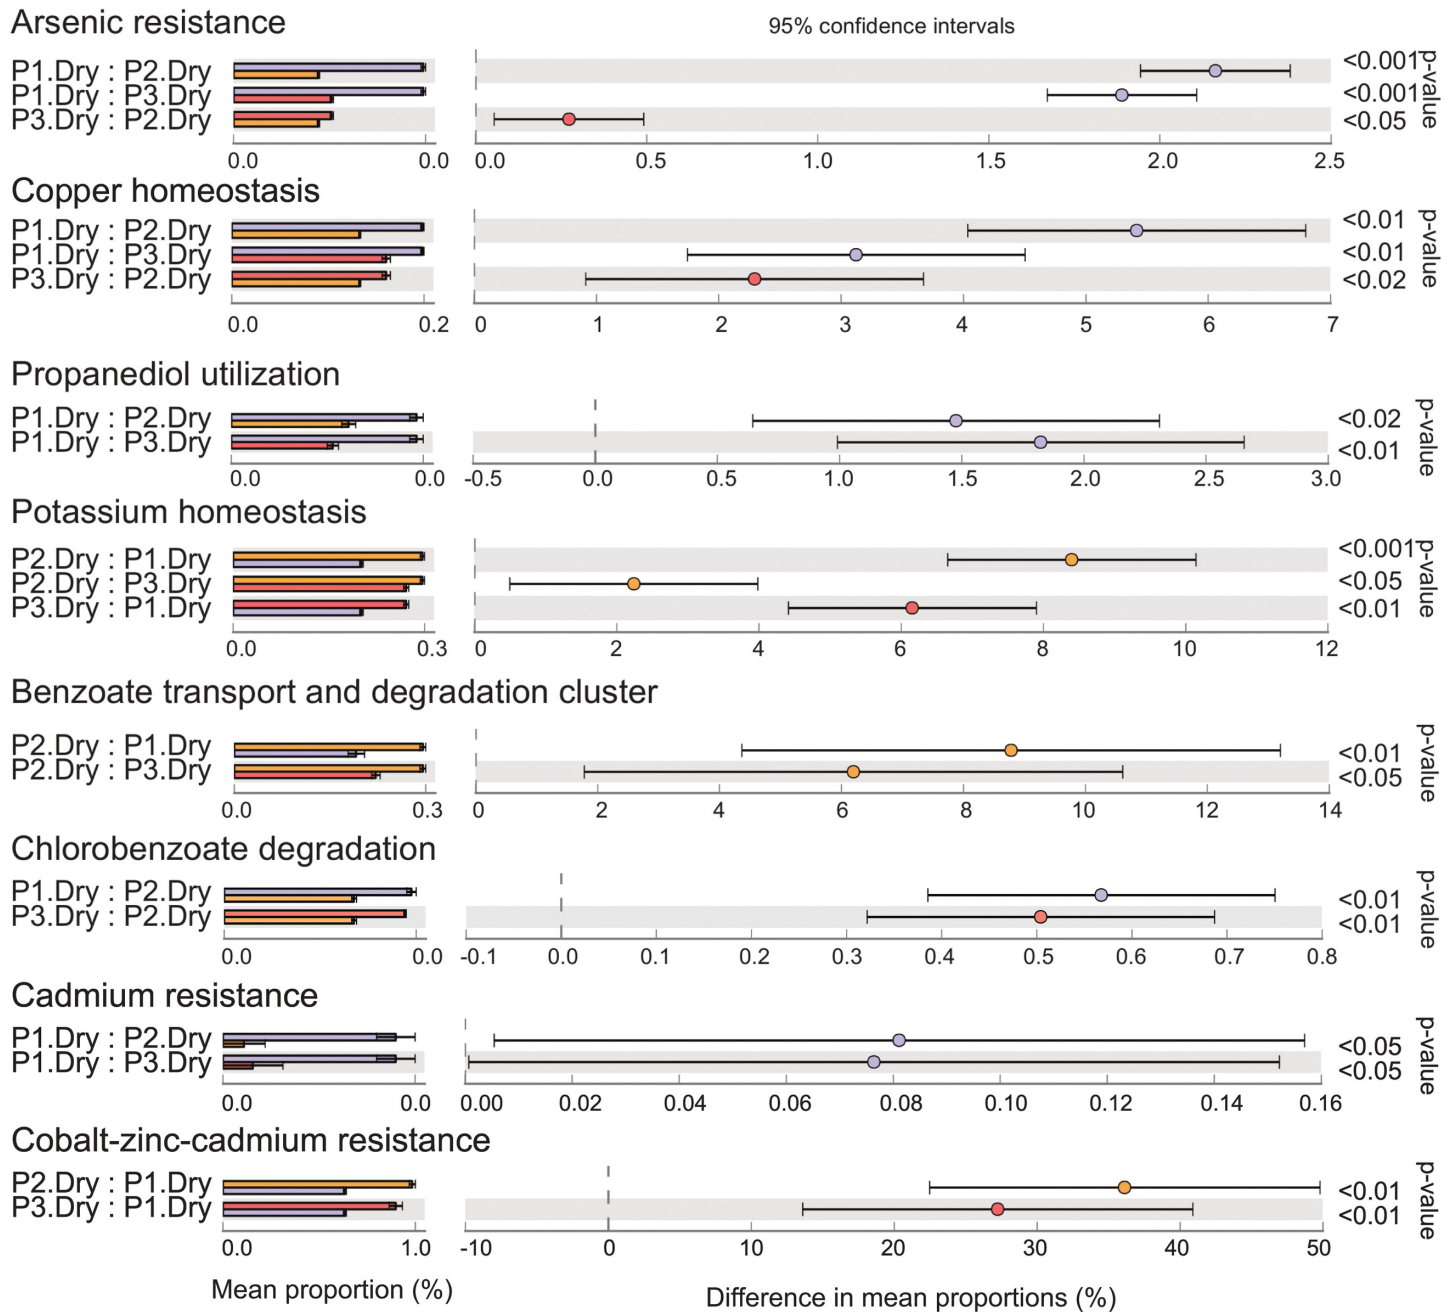 Arsenic resistance
95% confidence intervals
P1.Dry : P2.Dry <0.001
P1.Dry : P3.Dry <0.001
P3.Dry : P2.Dry <0.05
p-value
0.0 0.0 0.0 0.5 1.0 1.5 2.0 2.5
Copper homeostasis
P1.Dry : P2.Dry <0.01
P1.Dry : P3.Dry <0.01
P3.Dry : P2.Dry <0.02
p-value
0.0 0.2 0 1 2 3 4 5 6 7
Propanediol utilization
P1.Dry : P2.Dry <0.02
P1.Dry : P3.Dry <0.01
p-value
0.0 0.0 -0.5 0.0 0.5 1.0 1.5 2.0 2.5 3.0
Potassium homeostasis
P2.Dry : P1.Dry <0.001
P2.Dry : P3.Dry <0.05
P3.Dry : P1.Dry <0.01
p-value
0.0 0.3 0 2 4 6 8 10 12
Benzoate transport and degradation cluster
P2.Dry : P1.Dry <0.01
P2.Dry : P3.Dry <0.05
p-value
0.0 0.3 0 2 4 6 8 10 12 14
Chlorobenzoate degradation
P1.Dry : P2.Dry <0.01
P3.Dry : P2.Dry <0.01
p-value
0.0 0.0 -0.1 0.0 0.1 0.2 0.3 0.4 0.5 0.6 0.7 0.8
Cadmium resistance
P1.Dry : P2.Dry <0.05
P1.Dry : P3.Dry <0.05
p-value
0.0 0.0 0.00 0.02 0.04 0.06 0.08 0.10 0.12 0.14 0.16
Cobalt-zinc-cadmium resistance
P2.Dry : P1.Dry <0.01
P3.Dry : P1.Dry <0.01
p-value
0.0 1.0 -10 0 10 20 30 40 50
Mean proportion (%)
Difference in mean proportions (%)